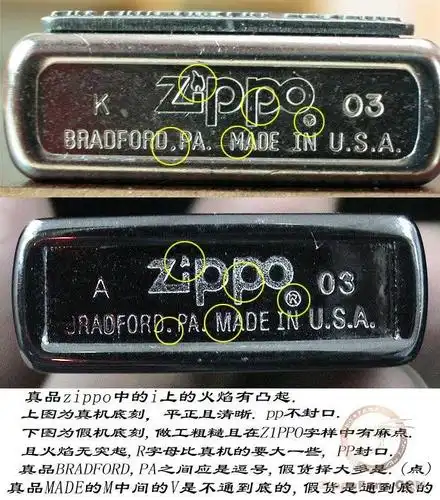 K zippo® 03
BRADFORD, PA. MADE IN U.S.A.
A zippo® 03
BRADFORD. PA. MADE IN U.S.A.
真品zippo中的i上的火焰有凸起.
上图为真机底刻，平正且清晰，pp不封口.
下图为假机底刻，做工粗糙且在Z1PPO字样中有麻点.
且火焰无突起,R字母比真机的要大一些，PP封口.
真品BRADFORD,PA之间应是逗号,假货择大多是.(点)
真品MADE的M中间的V是不通到底的,假货是通到底的